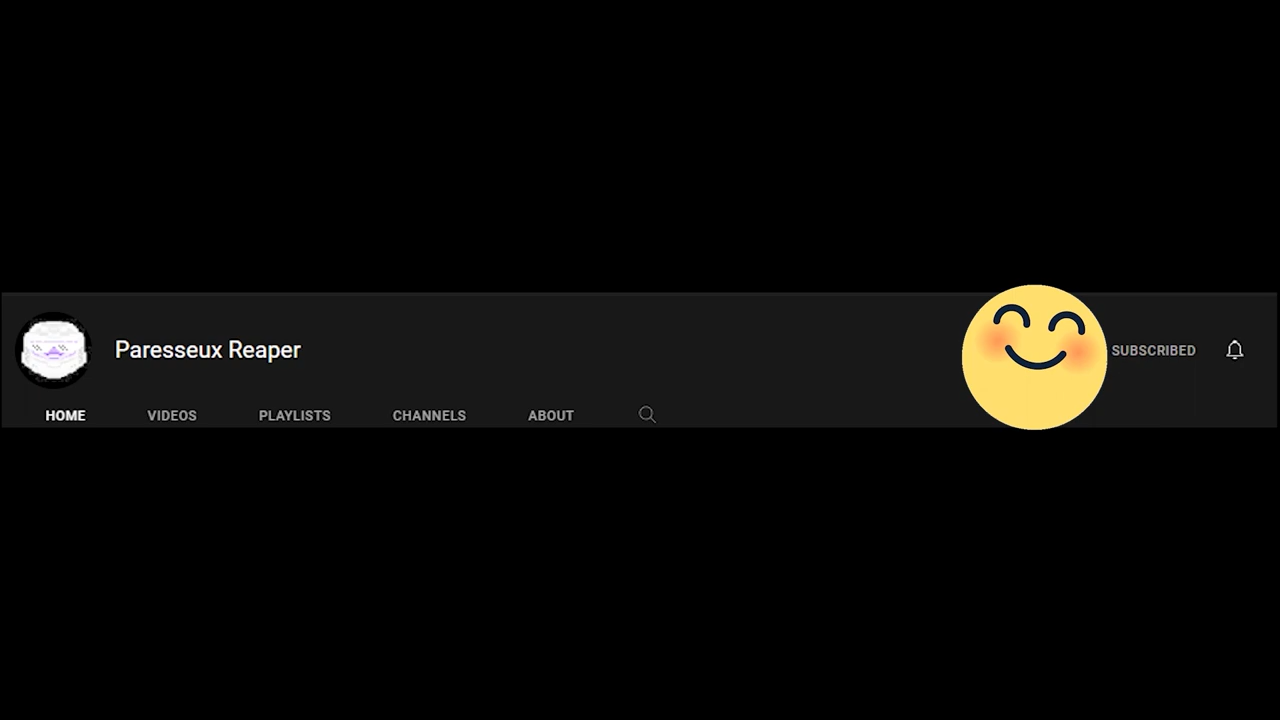 Paresseux Reaper
SUBSCRIBED
HOME VIDEOS PLAYLISTS CHANNELS ABOUT